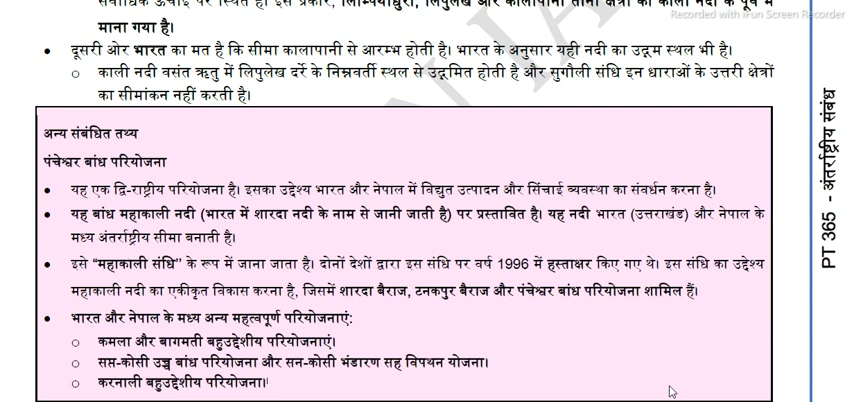 सर्वाधिक ऊंचाई पर स्थित है। इस प्रकार, लिम्पियाधुरा, लिपुलेख और कालापानी तीनों क्षेत्रों को काली नदी के पूर्व में
Recorded with iFun Screen Recorder
माना गया है।
• दूसरी ओर भारत का मत है कि सीमा कालापानी से आरम्भ होती है। भारत के अनुसार यही नदी का उद्गम स्थल भी है।
o काली नदी वसंत ऋतु में लिपुलेख दर्रे के निम्नवर्ती स्थल से उद्गमित होती है और सुगौली संधि इन धाराओं के उत्तरी क्षेत्रों
का सीमांकन नहीं करती है।
अन्य संबंधित तथ्य
पंचेश्वर बांध परियोजना
• यह एक द्वि-राष्ट्रीय परियोजना है। इसका उद्देश्य भारत और नेपाल में विद्युत उत्पादन और सिंचाई व्यवस्था का संवर्धन करना है।
• यह बांध महाकाली नदी (भारत में शारदा नदी के नाम से जानी जाती है) पर प्रस्तावित है। यह नदी भारत (उत्तराखंड) और नेपाल के
मध्य अंतर्राष्ट्रीय सीमा बनाती है।
• इसे "महाकाली संधि" के रूप में जाना जाता है। दोनों देशों द्वारा इस संधि पर वर्ष 1996 में हस्ताक्षर किए गए थे। इस संधि का उद्देश्य
महाकाली नदी का एकीकृत विकास करना है, जिसमें शारदा बैराज, टनकपुर बैराज और पंचेश्वर बांध परियोजना शामिल हैं।
• भारत और नेपाल के मध्य अन्य महत्वपूर्ण परियोजनाएं:
o कमला और बागमती बहुउद्देशीय परियोजनाएं।
o सप्त-कोसी उच्च बांध परियोजना और सन-कोसी भंडारण सह विपथन योजना।
o करनाली बहुउद्देशीय परियोजना।
PT 365 - अंतर्राष्ट्रीय संबंध